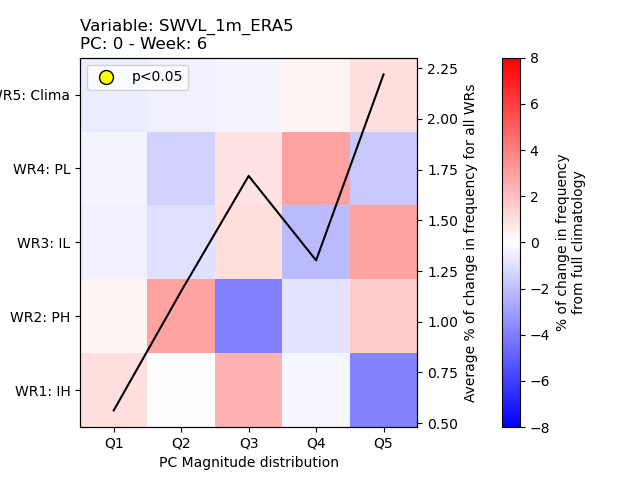 Variable: SWVL_1m_ERA5
PC: 0 - Week: 6
p<0.05
WR5: Clima
WR4: PL
WR3: IL
WR2: PH
WR1: IH
Q1 Q2 Q3 Q4 Q5
PC Magnitude distribution
2.25
2.00
1.75
1.50
1.25
1.00
0.75
0.50
Average % of change in frequency for all WRs
8
6
4
2
0
−2
−4
−6
−8
% of change in frequency
from full climatology